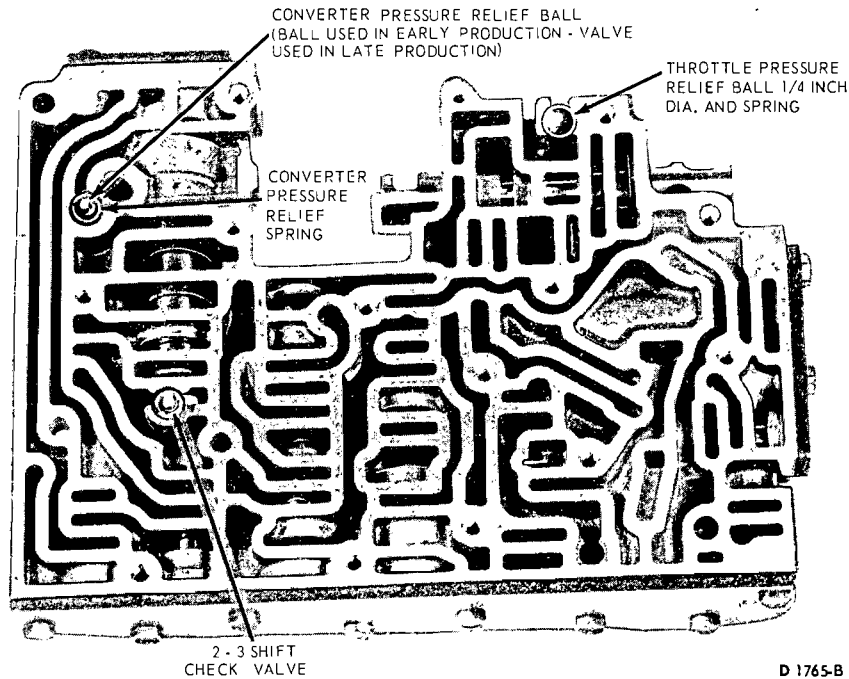 CONVERTER PRESSURE RELIEF BALL
(BALL USED IN EARLY PRODUCTION - VALVE
USED IN LATE PRODUCTION)
THROTTLE PRESSURE
RELIEF BALL 1/4 INCH
DIA. AND SPRING
CONVERTER
PRESSURE
RELIEF
SPRING
2 - 3 SHIFT
CHECK VALVE
D 1765-B